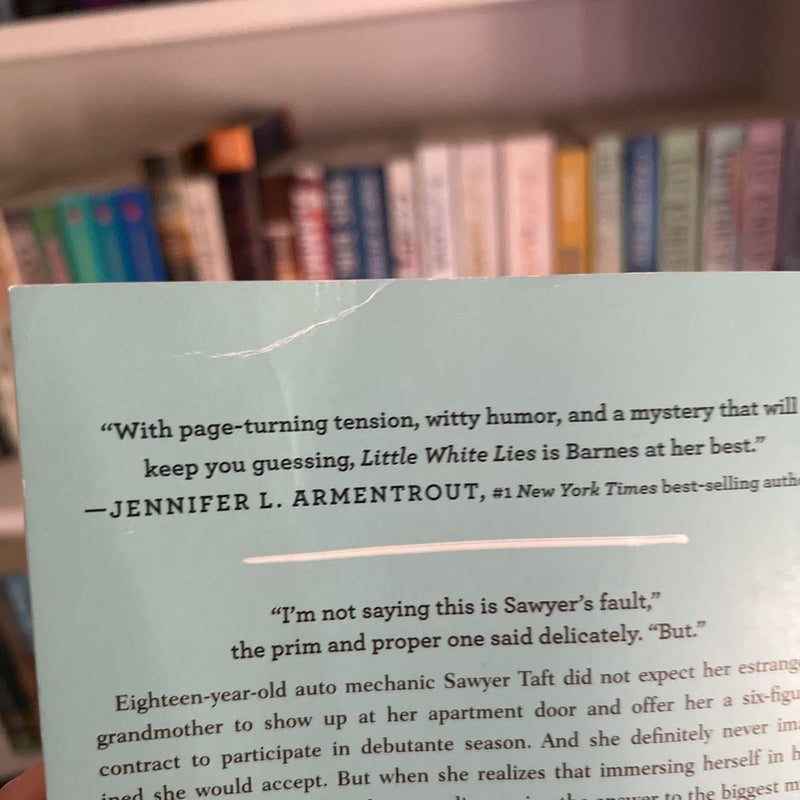 “With page-turning tension, witty humor, and a mystery that will
keep you guessing, Little White Lies is Barnes at her best.”
—JENNIFER L. ARMENTROUT, #1 New York Times best-selling
“I’m not saying this is Sawyer’s fault,”
the prim and proper one said delicately. “But.”
Eighteen-year-old auto mechanic Sawyer Taft did not expect her
grandmother to show up at her apartment door and offer her a
contract to participate in debutante season. And she definitely never
she would accept. But when she realizes that immersing herself in
to the biggest